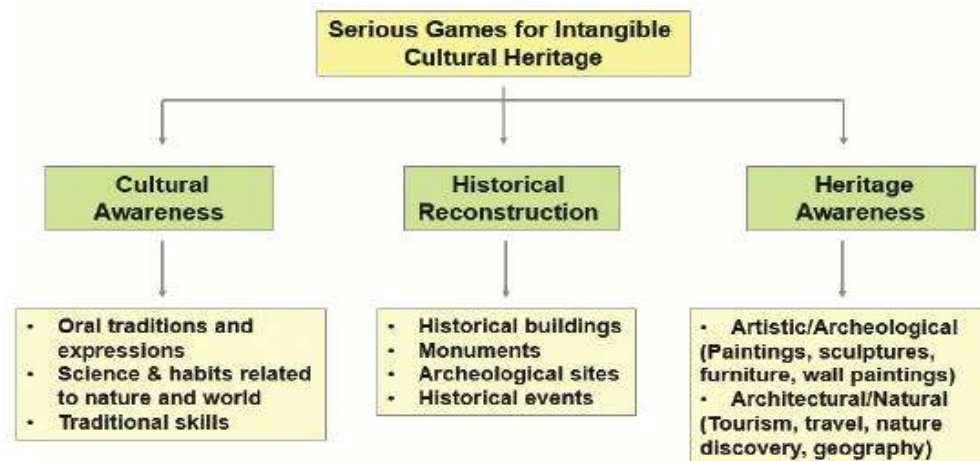 Serious Games for Intangible
Cultural Heritage
Cultural
Awareness
Historical
Reconstruction
Heritage
Awareness
• Oral traditions and
expressions
• Science & habits related
to nature and world
• Traditional skills
• Historical buildings
• Monuments
• Archeological sites
• Historical events
• Artistic/Archeological
(Paintings, sculptures,
furniture, wall paintings)
• Architectural/Natural
(Tourism, travel, nature
discovery, geography)